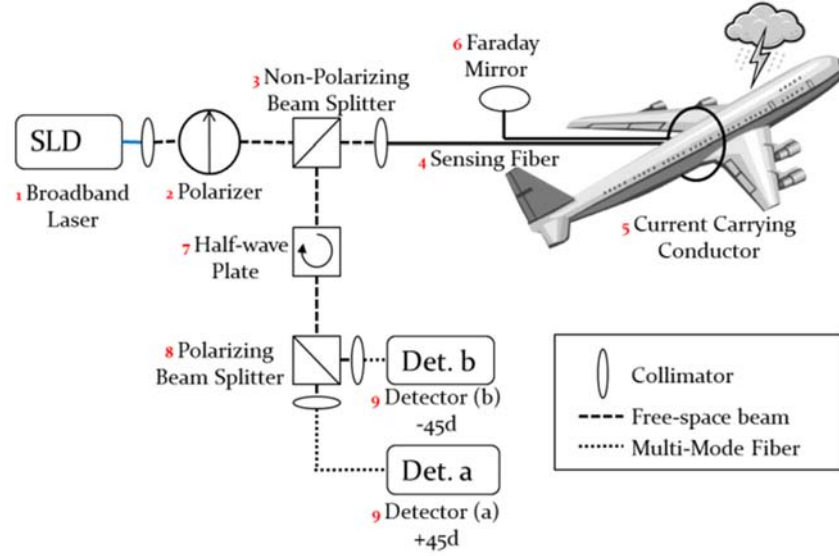 6 Faraday
Mirror
3 Non-Polarizing
Beam Splitter
SLD
4 Sensing Fiber
1 Broadband
Laser
2 Polarizer
5 Current Carrying
Conductor
7 Half-wave
Plate
8 Polarizing
Beam Splitter
Det. b
9 Detector (b)
-45d
Det. a
9 Detector (a)
+45d
Collimator
Free-space beam
Multi-Mode Fiber